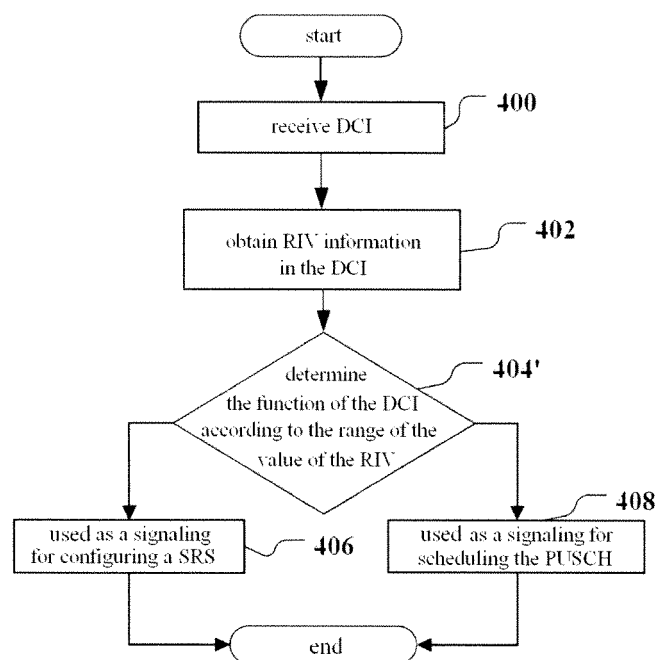 start
receive DCI
400
obtain RIV information
in the DCI
402
determine
the function of the DCI
according to the range of the
value of the RIV
404'
used as a signaling
for configuring a SRS
406
used as a signaling for
scheduling the PUSCH
408
end